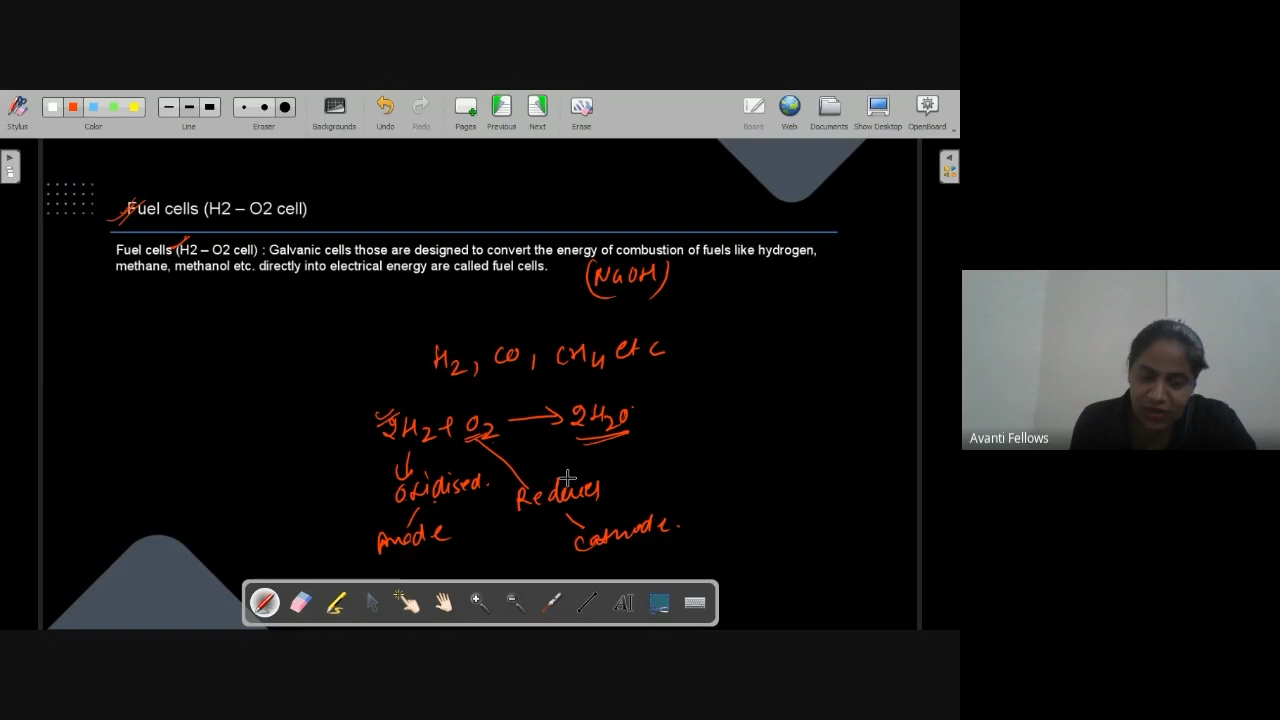 Stylus Color Line Eraser Backgrounds Undo Redo Pages Previous Next Erase Board Web Documents Show Desktop OpenBoard
Fuel cells (H2 – O2 cell)
Fuel cells (H2 – O2 cell) : Galvanic cells those are designed to convert the energy of combustion of fuels like hydrogen,
methane, methanol etc. directly into electrical energy are called fuel cells.
(NaOH)
H2, CO, CH4 etc
2H2 + O2 → 2H2O
Oxidised. Reduces
Anode Cathode.
Avanti Fellows